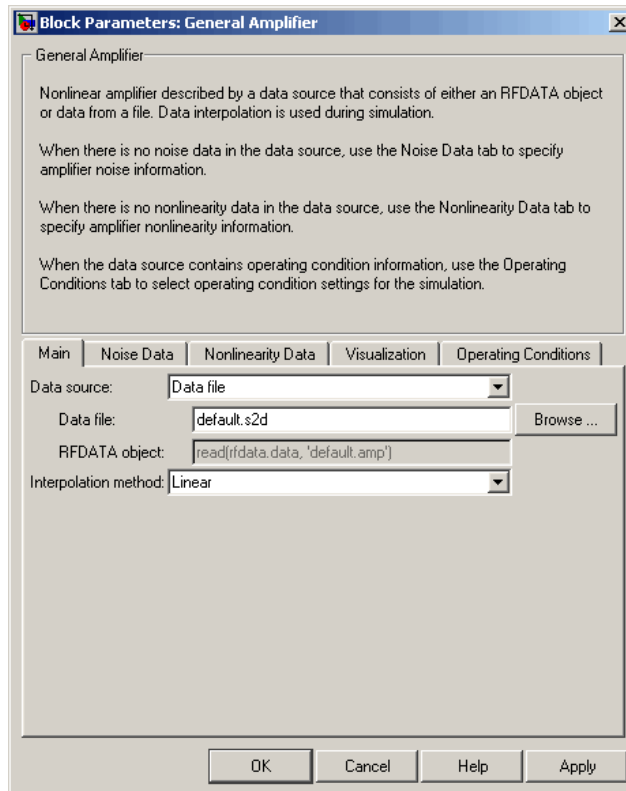 Block Parameters: General Amplifier
General Amplifier
Nonlinear amplifier described by a data source that consists of either an RFDATA object
or data from a file. Data interpolation is used during simulation.
When there is no noise data in the data source, use the Noise Data tab to specify
amplifier noise information.
When there is no nonlinearity data in the data source, use the Nonlinearity Data tab to
specify amplifier nonlinearity information.
When the data source contains operating condition information, use the Operating
Conditions tab to select operating condition settings for the simulation.
Main Noise Data Nonlinearity Data Visualization Operating Conditions
Data source: Data file
Data file: default.s2d Browse ...
RFDATA object: read(rfdata.data, 'default.amp')
Interpolation method: Linear
OK Cancel Help Apply